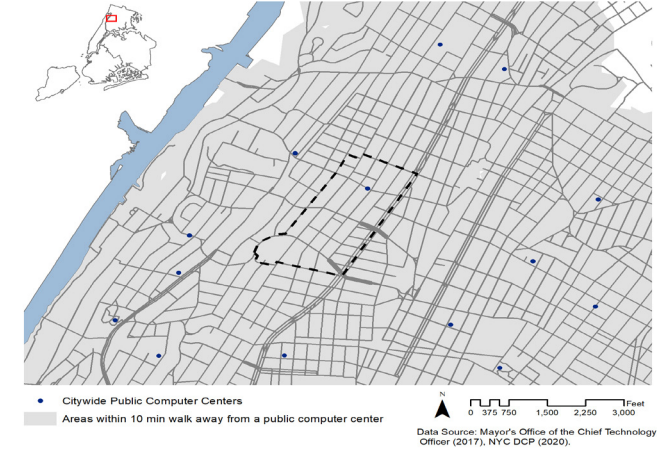 Citywide Public Computer Centers
Areas within 10 min walk away from a public computer center
N
0 375 750 1,500 2,250 3,000
Feet
Data Source: Mayor's Office of the Chief Technology
Officer (2017), NYC DCP (2020).